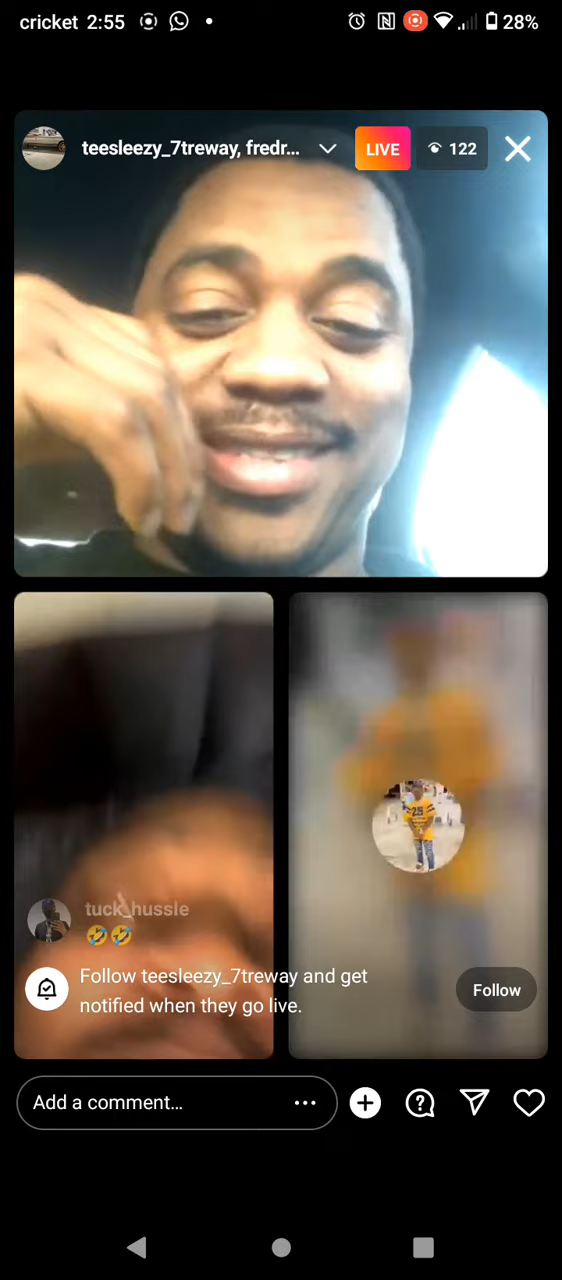 cricket 2:55 28%
teesleezy_7treway, fredr... LIVE 122
25
tuck_hussle
🤣🤣
Follow teesleezy_7treway and get
notified when they go live.
Follow
Add a comment...